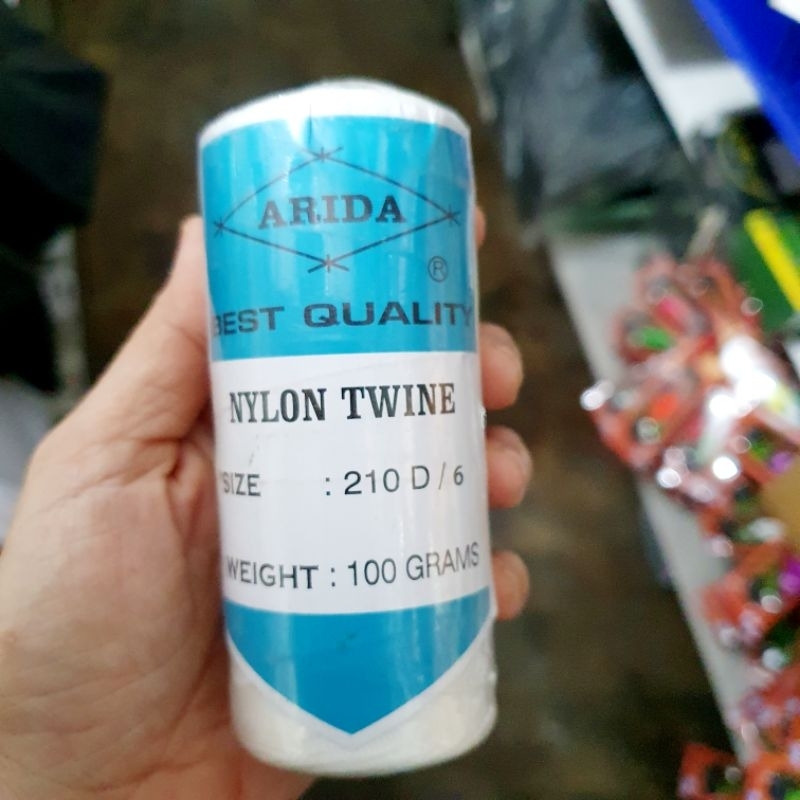 ARIDA
®
BEST QUALITY
NYLON TWINE
SIZE : 210 D / 6
WEIGHT : 100 GRAMS